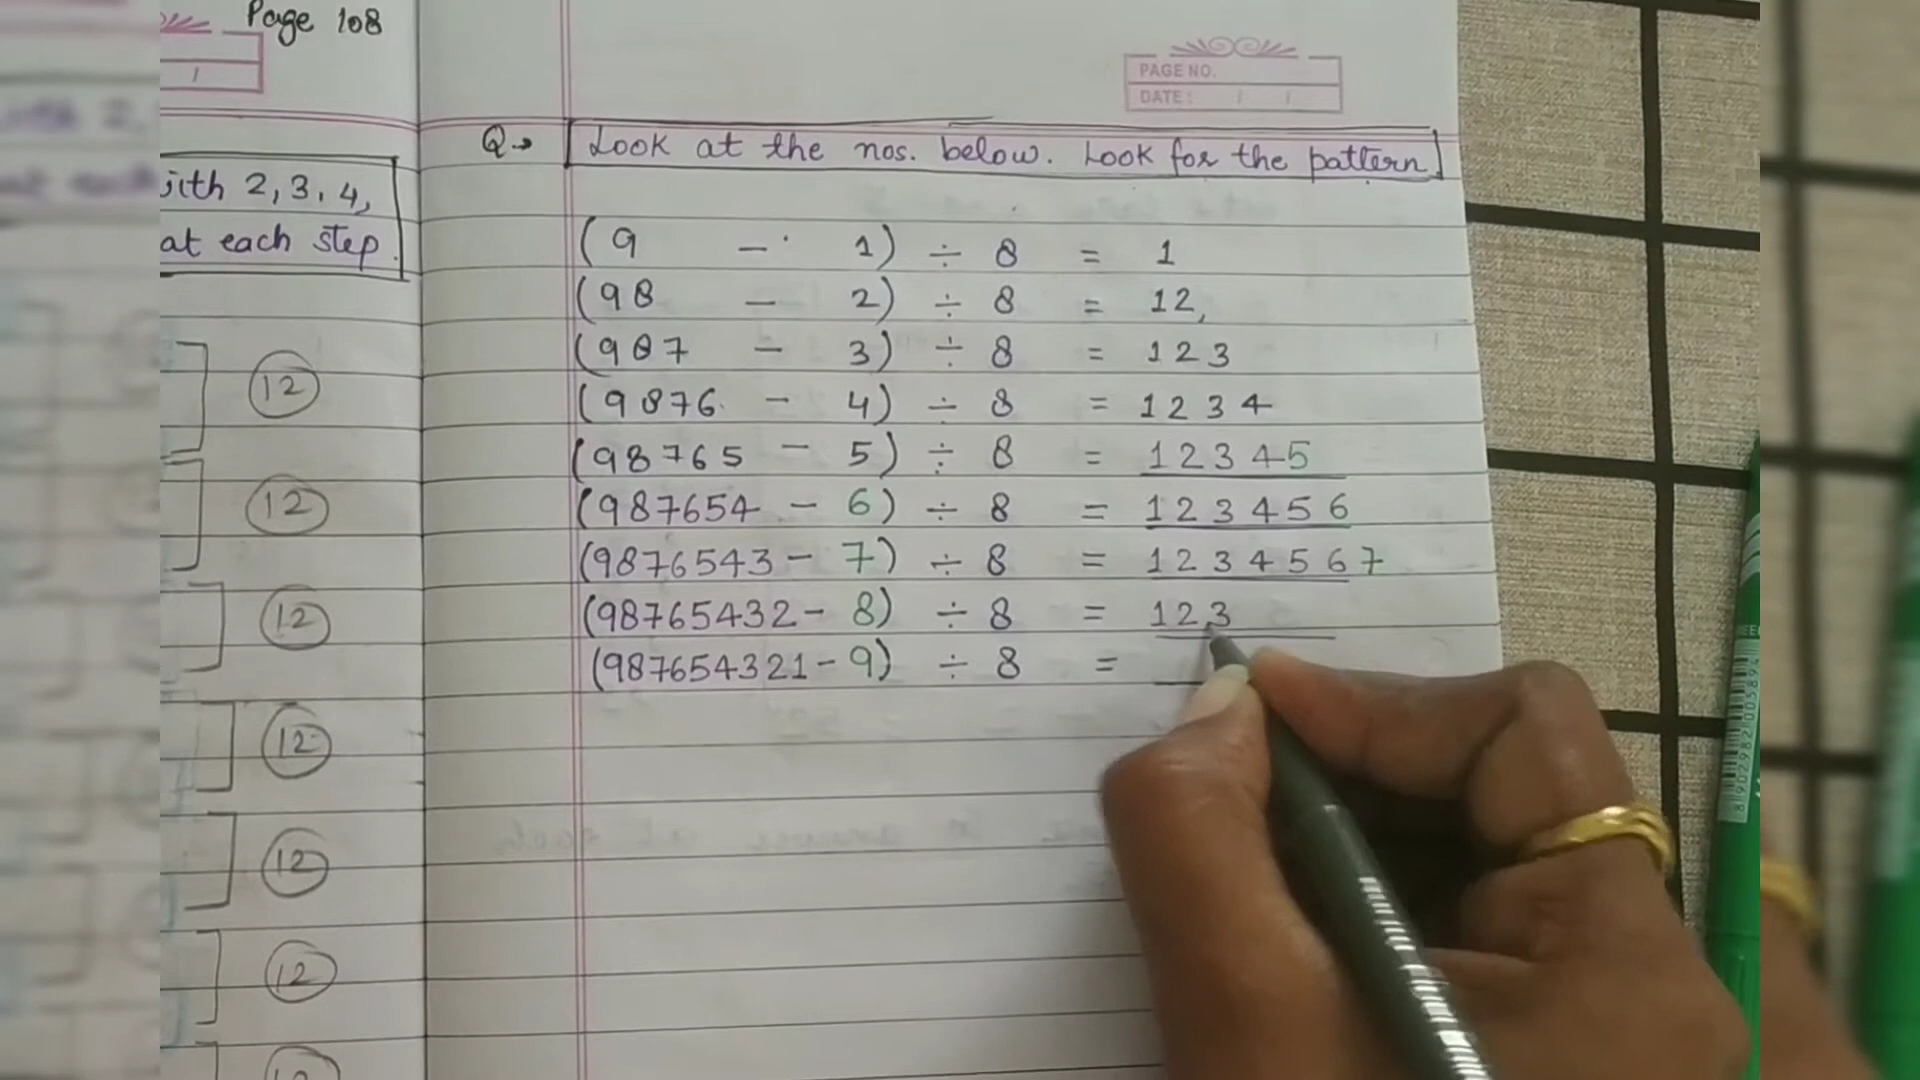 Page 108
/
with 2, 3, 4,
at each step.
12
12
12
12
12
12
12
PAGE NO.
DATE : / /
Q→ Look at the nos. below. Look for the pattern.
(9 - 1) ÷ 8 = 1
(98 - 2) ÷ 8 = 12,
(987 - 3) ÷ 8 = 123
(9876 - 4) ÷ 8 = 1234
(98765 - 5) ÷ 8 = 12345
(987654 - 6) ÷ 8 = 123456
(9876543 - 7) ÷ 8 = 1234567
(98765432 - 8) ÷ 8 = 123
(987654321 - 9) ÷ 8 =
8902982005894